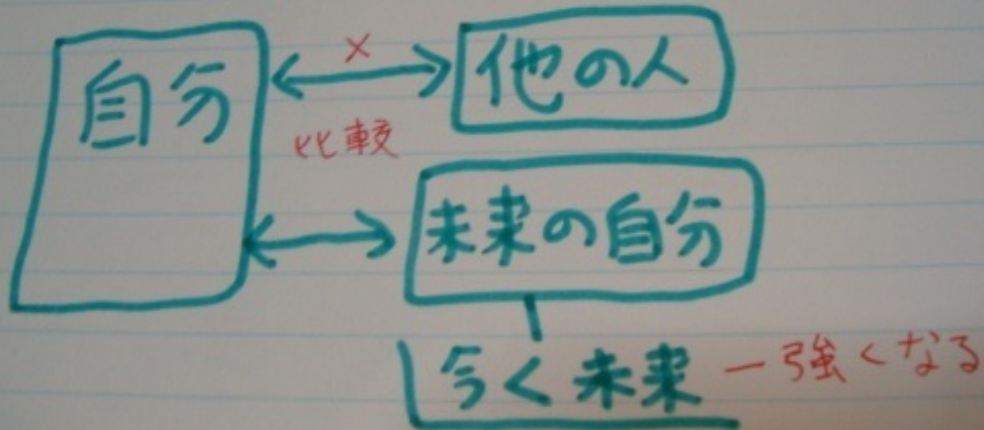 自分
×
他の人
比較
未来の自分
今く未来 ー強くなる